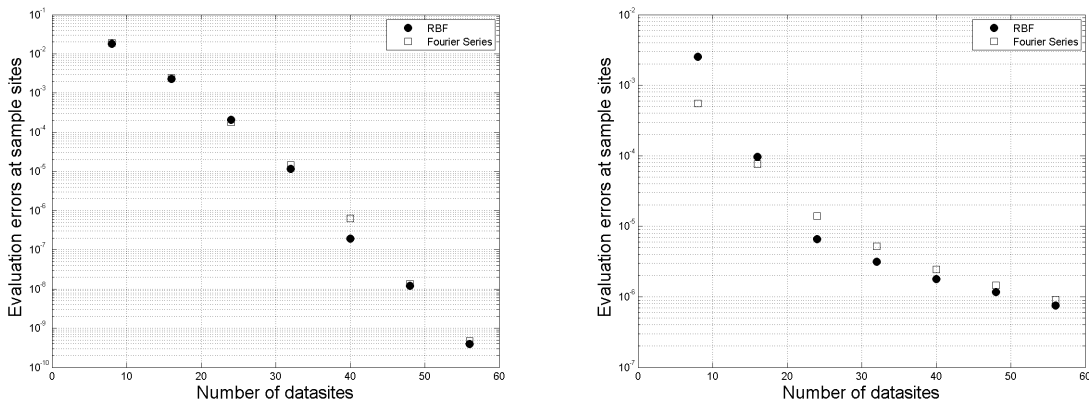 Evaluation errors at sample sites
10^-1
10^-2
10^-3
10^-4
10^-5
10^-6
10^-7
10^-8
10^-9
10^-10
RBF
Fourier Series
0 10 20 30 40 50 60
Number of datasites
Evaluation errors at sample sites
10^-2
10^-3
10^-4
10^-5
10^-6
10^-7
RBF
Fourier Series
0 10 20 30 40 50 60
Number of datasites